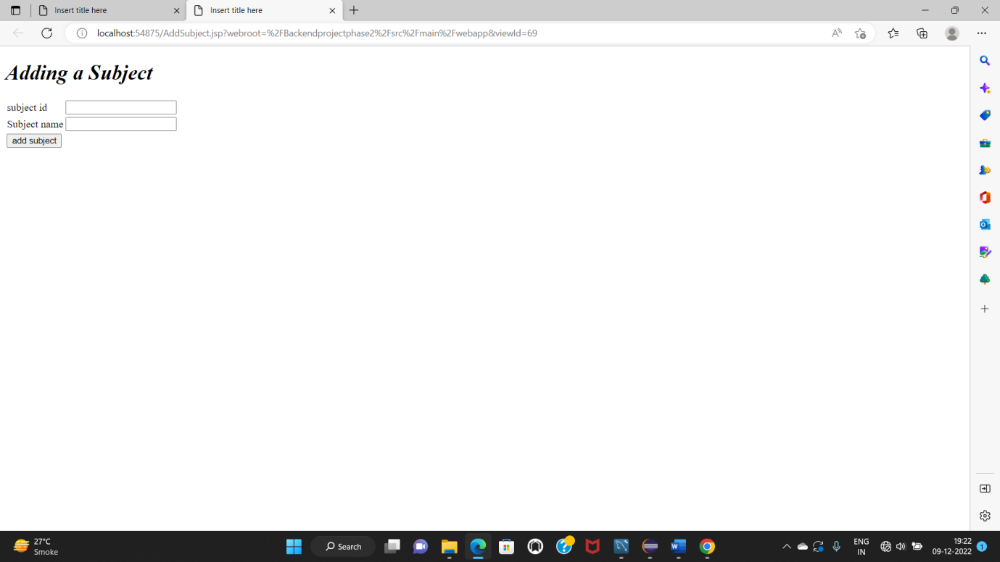 Insert title here
Insert title here
localhost:54875/AddSubject.jsp?webroot=%2FBackendprojectphase2%2Fsrc%2Fmain%2Fwebapp&viewId=69
Adding a Subject
subject id
Subject name
add subject
27°C
Smoke
Search
ENG
IN
19:22
09-12-2022
1